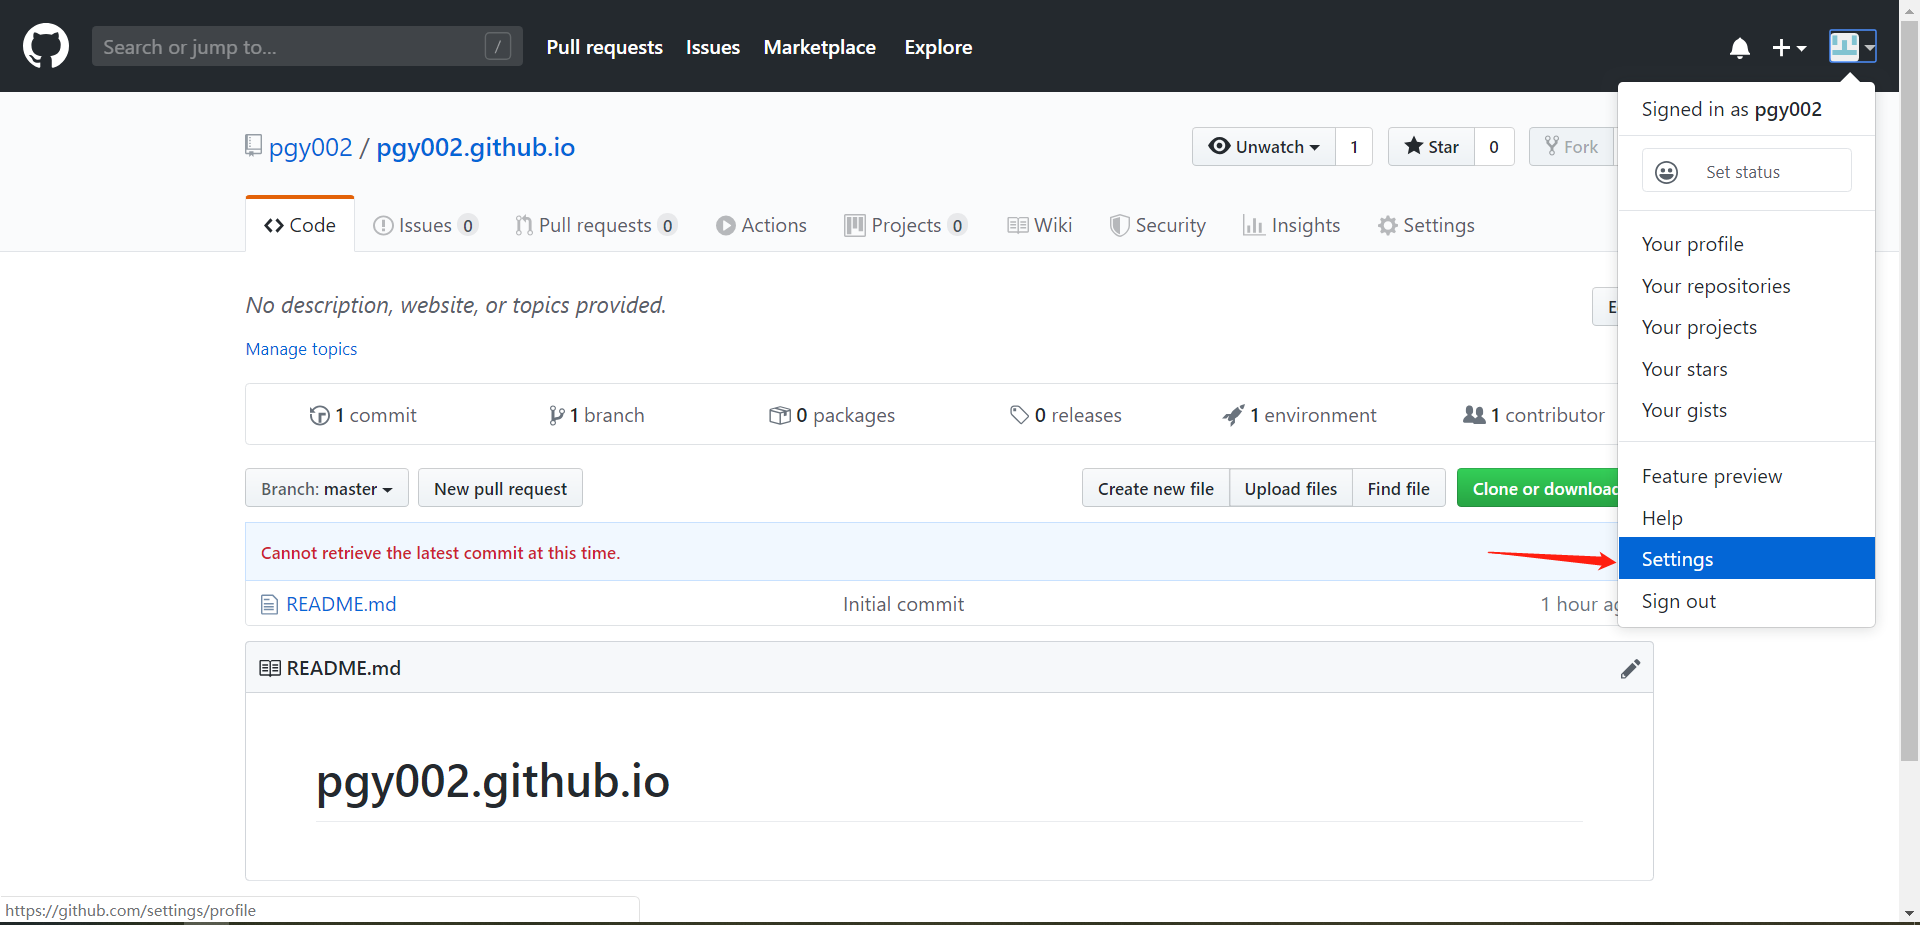 Search or jump to... /
Pull requests Issues Marketplace Explore
Signed in as pgy002
Set status
Your profile
Your repositories
Your projects
Your stars
Your gists
Feature preview
Help
Settings
Sign out
pgy002 / pgy002.github.io
Unwatch 1 Star 0 Fork
Code Issues 0 Pull requests 0 Actions Projects 0 Wiki Security Insights Settings
No description, website, or topics provided.
Manage topics
1 commit 1 branch 0 packages 0 releases 1 environment 1 contributor
Branch: master New pull request Create new file Upload files Find file Clone or download
Cannot retrieve the latest commit at this time.
README.md Initial commit 1 hour
README.md
pgy002.github.io
https://github.com/settings/profile